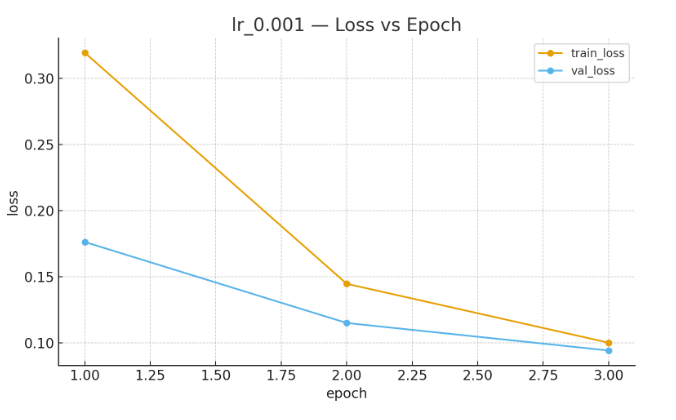 lr_0.001 — Loss vs Epoch
train_loss
val_loss
loss
0.30
0.25
0.20
0.15
0.10
1.00 1.25 1.50 1.75 2.00 2.25 2.50 2.75 3.00
epoch